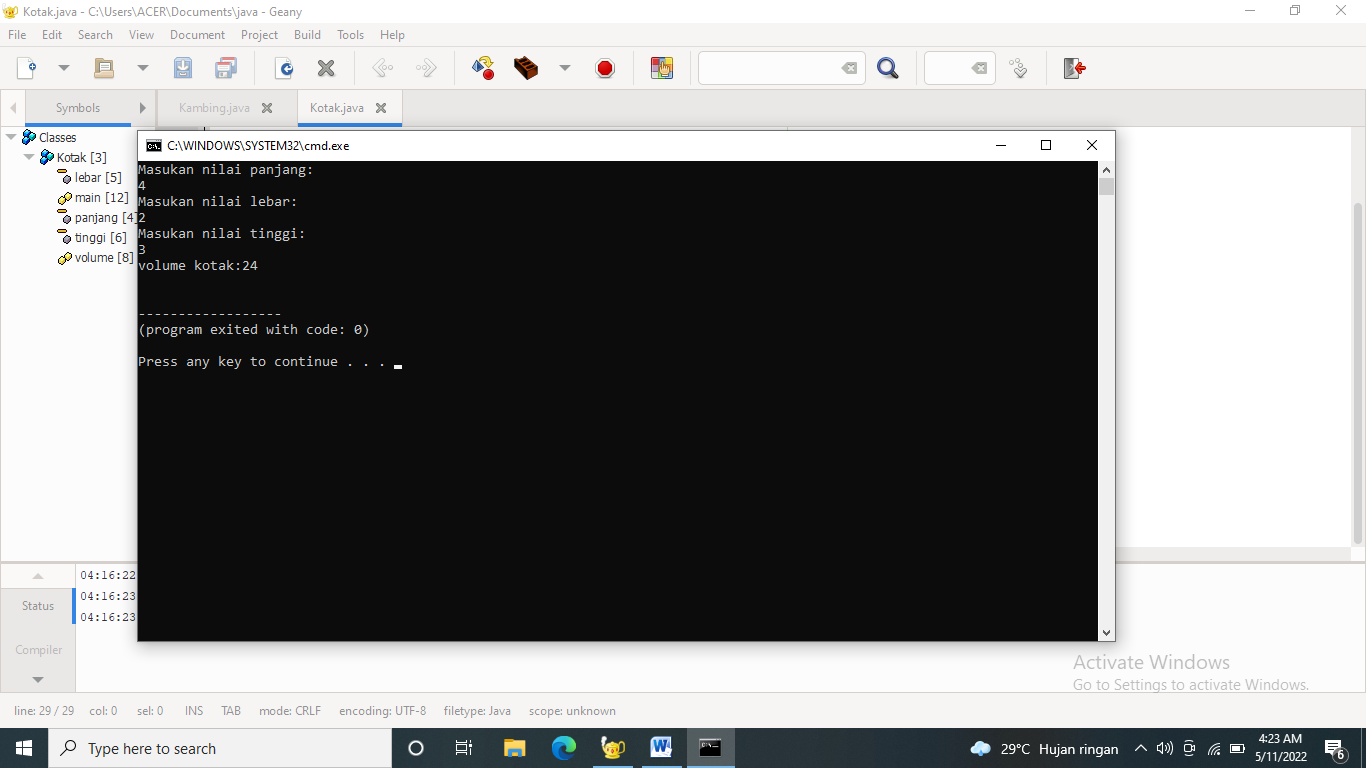 Kotak.java - C:\Users\ACER\Documents\java - Geany
File Edit Search View Document Project Build Tools Help
Symbols Kambing.java Kotak.java
Classes
Kotak [3]
lebar [5]
main [12]
panjang [4]
tinggi [6]
volume [8]
C:\WINDOWS\SYSTEM32\cmd.exe
Masukan nilai panjang:
4
Masukan nilai lebar:
2
Masukan nilai tinggi:
3
volume kotak:24
------------------
(program exited with code: 0)
Press any key to continue . . .
04:16:22
04:16:23
04:16:23
Status
Compiler
Activate Windows
Go to Settings to activate Windows.
line: 29 / 29 col: 0 sel: 0 INS TAB mode: CRLF encoding: UTF-8 filetype: Java scope: unknown
Type here to search
29°C Hujan ringan
4:23 AM
5/11/2022
6